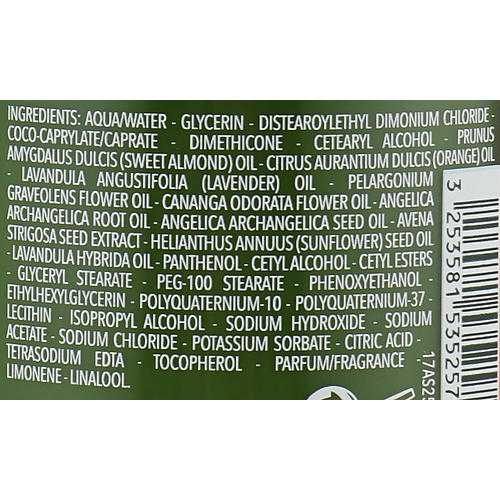 INGREDIENTS: AQUA/WATER - GLYCERIN - DISTEAROYLETHYL DIMONIUM CHLORIDE -
COCO-CAPRYLATE/CAPRATE - DIMETHICONE - CETEARYL ALCOHOL - PRUNUS
AMYGDALUS DULCIS (SWEET ALMOND) OIL - CITRUS AURANTIUM DULCIS (ORANGE) OIL
- LAVANDULA ANGUSTIFOLIA (LAVENDER) OIL - PELARGONIUM
GRAVEOLENS FLOWER OIL - CANANGA ODORATA FLOWER OIL - ANGELICA
ARCHANGELICA ROOT OIL - ANGELICA ARCHANGELICA SEED OIL - AVENA
STRIGOSA SEED EXTRACT - HELIANTHUS ANNUUS (SUNFLOWER) SEED OIL
- LAVANDULA HYBRIDA OIL - PANTHENOL - CETYL ALCOHOL - CETYL ESTERS
- GLYCERYL STEARATE - PEG-100 STEARATE - PHENOXYETHANOL -
ETHYLHEXYLGLYCERIN - POLYQUATERNIUM-10 - POLYQUATERNIUM-37 -
LECITHIN - ISOPROPYL ALCOHOL - SODIUM HYDROXIDE - SODIUM
ACETATE - SODIUM CHLORIDE - POTASSIUM SORBATE - CITRIC ACID -
TETRASODIUM EDTA - TOCOPHEROL - PARFUM/FRAGRANCE -
LIMONENE - LINALOOL.
3 253581 535257